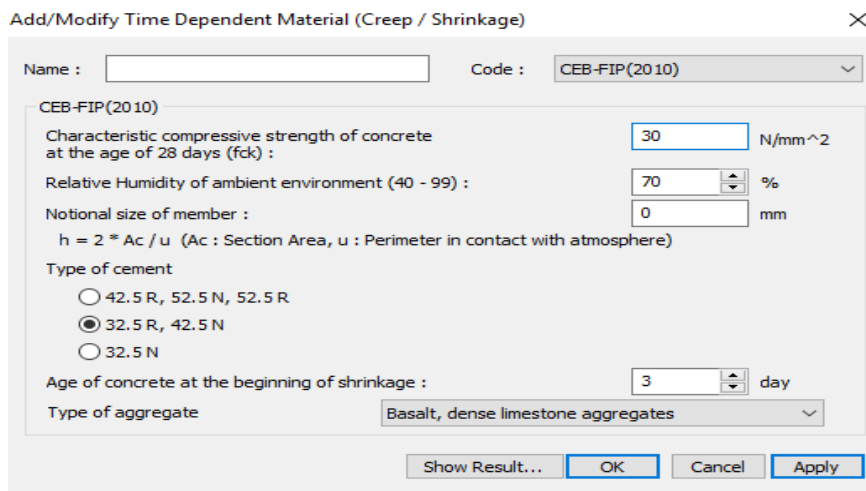 Add/Modify Time Dependent Material (Creep / Shrinkage)
Name : Code : CEB-FIP(2010)
CEB-FIP(2010)
Characteristic compressive strength of concrete
at the age of 28 days (fck) : 30 N/mm^2
Relative Humidity of ambient environment (40 - 99) : 70 %
Notional size of member : 0 mm
h = 2 * Ac / u (Ac : Section Area, u : Perimeter in contact with atmosphere)
Type of cement
42.5 R, 52.5 N, 52.5 R
32.5 R, 42.5 N
32.5 N
Age of concrete at the beginning of shrinkage : 3 day
Type of aggregate Basalt, dense limestone aggregates
Show Result... OK Cancel Apply